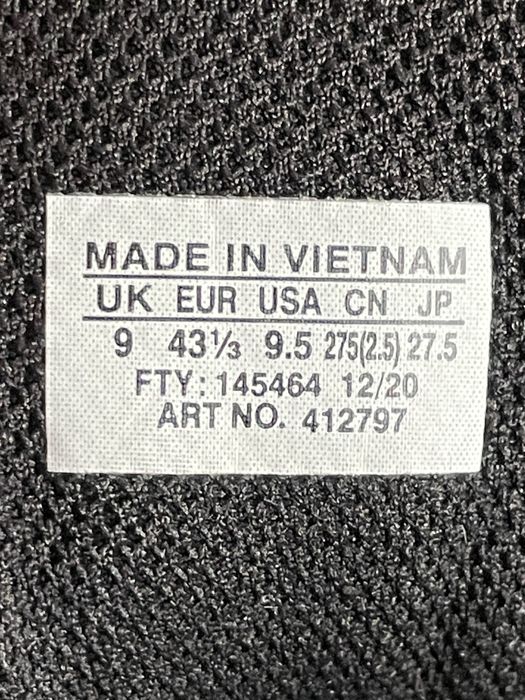 MADE IN VIETNAM
UK EUR USA CN JP
9 43⅓ 9.5 275(2.5) 27.5
FTY: 145464 12/20
ART NO. 412797